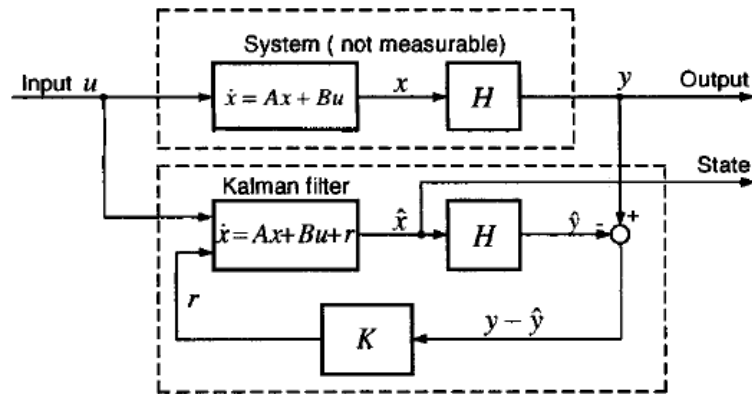 System ( not measurable)
Input u
ẋ = Ax + Bu
x
H
y
Output
State
Kalman filter
ẋ = Ax + Bu + r
x̂
H
ŷ
-
+
r
K
y − ŷ